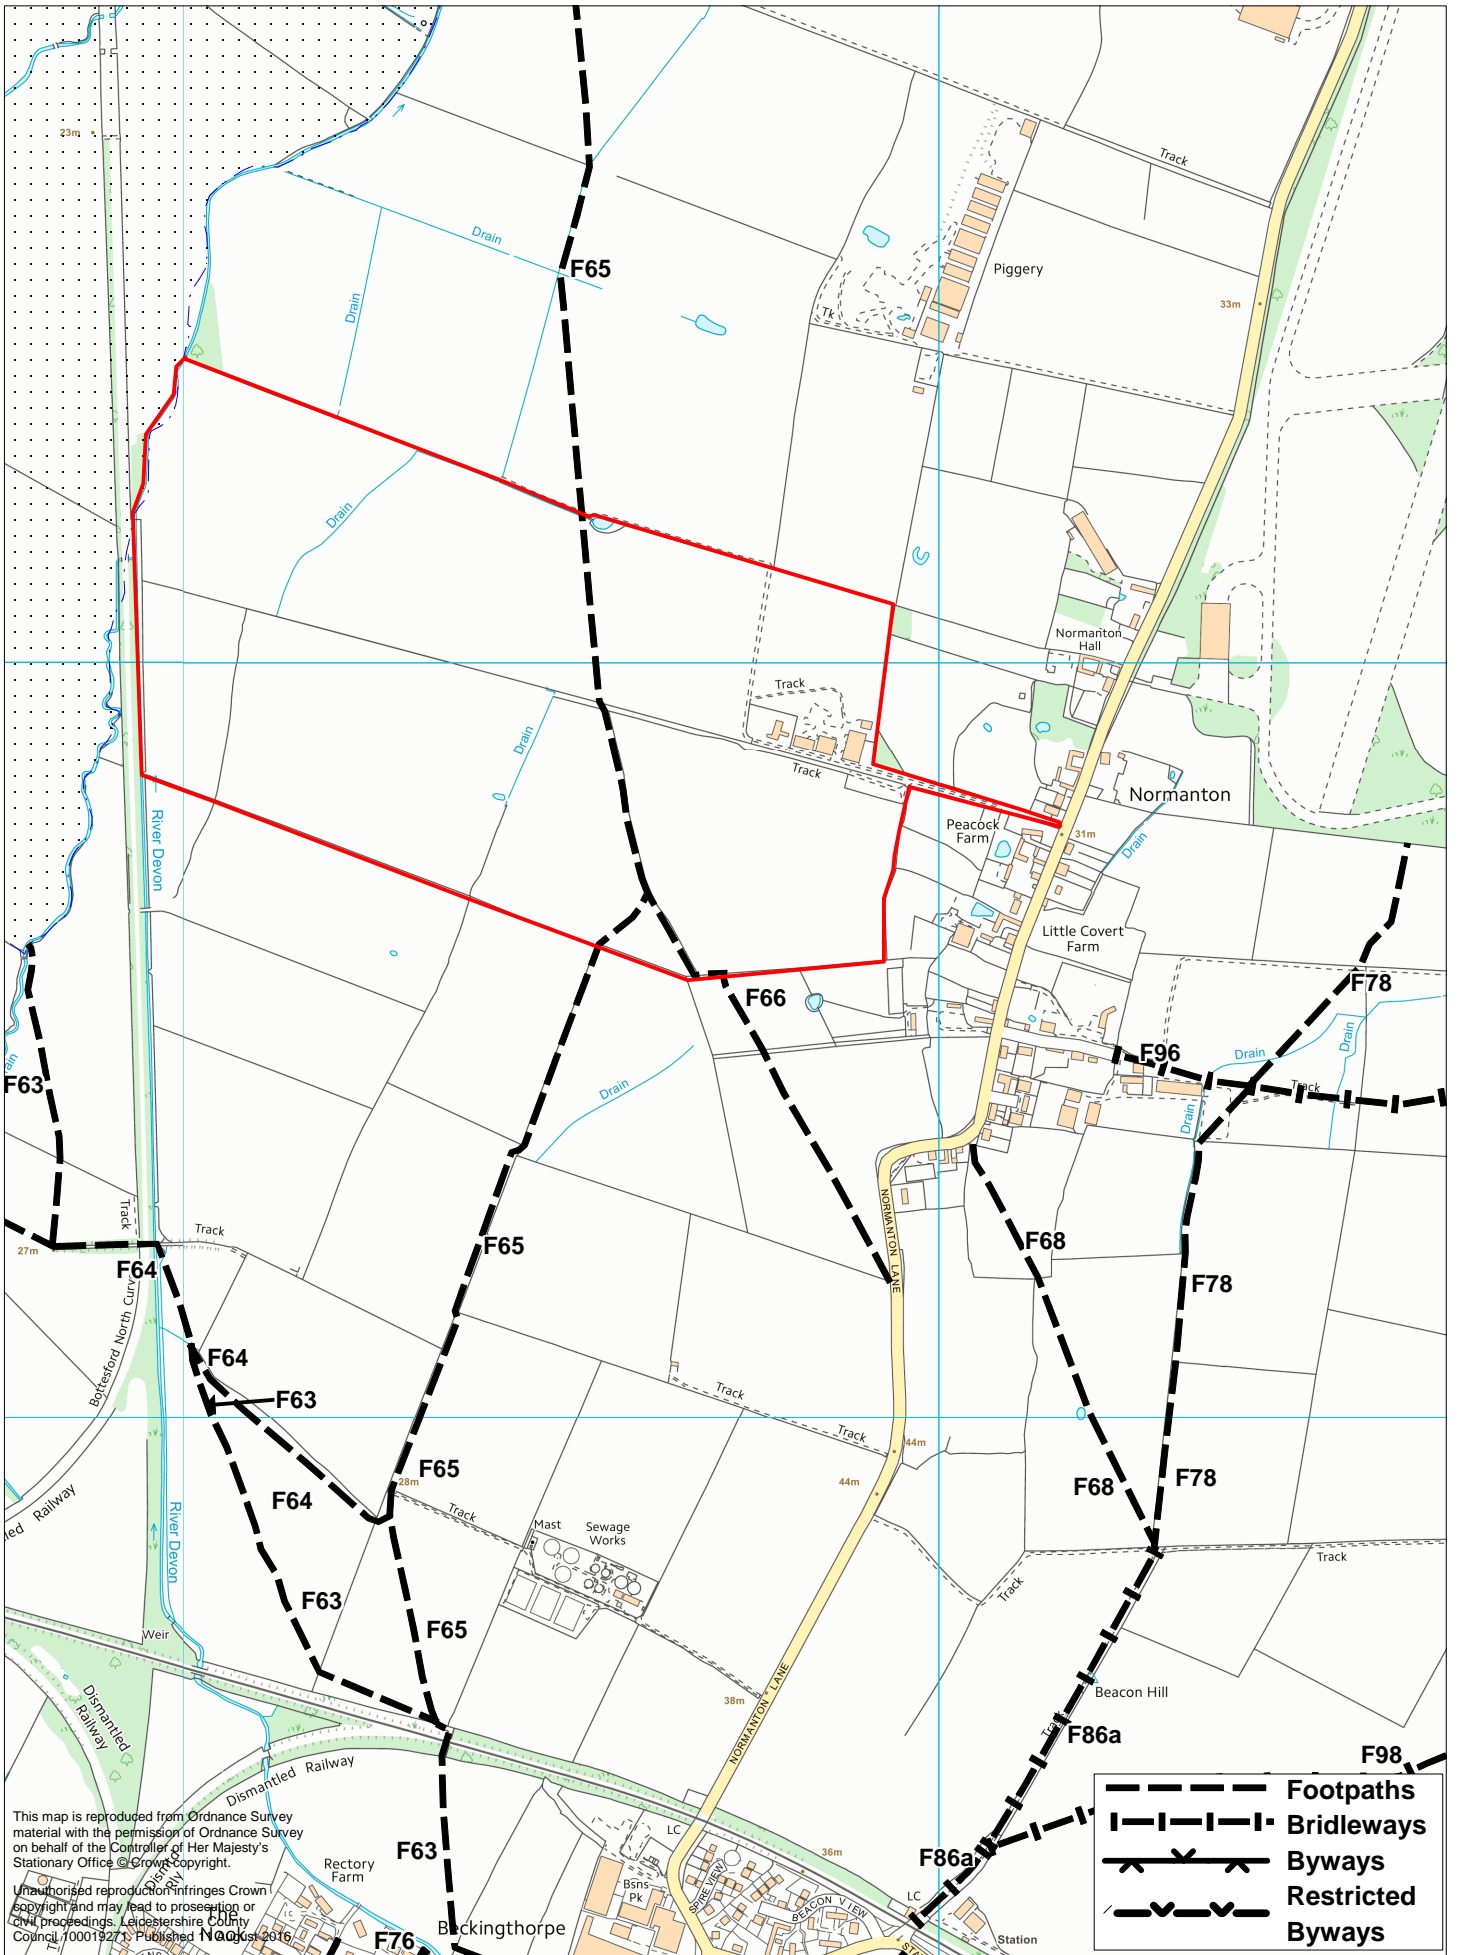 23m
Track
Drain
F65
Piggery
Tk
33m
Drain
Drain
Normanton
Hall
Track
Drain
Track
Normanton
Peacock
Farm
31m
Drain
River Devon
Little Covert
Farm
F78
F66
F96
Drain
Drain
Track
Drain
Drain
F63
Track
Track
27m
F64
F65
NORMANTON LANE
F68
F78
Bottesford North Curve
F64
F63
Track
Track
44m
44m
F65
28m
F64
Track
F68
F78
Mast
Sewage
Works
Railway
River Devon
Track
Track
F63
F65
Weir
Dismantled
Railway
38m
NORMANTON LANE
Beacon Hill
Track
F86a
F98
Dismantled Railway
Footpaths
Bridleways
Byways
Restricted
Byways
This map is reproduced from Ordnance Survey
material with the permission of Ordnance Survey
on behalf of the Controller of Her Majesty's
Stationary Office © Crown copyright.
Unauthorised reproduction infringes Crown
copyright and may lead to prosecution or
civil proceedings. Leicestershire County
Council 100019271. Published 1 August 2016
Rectory
Farm
The
Nook
F63
F76
Beckingthorpe
LC
36m
Bsns
Pk
SPIRE VIEW
BEACON VIEW
F86a
LC
Station